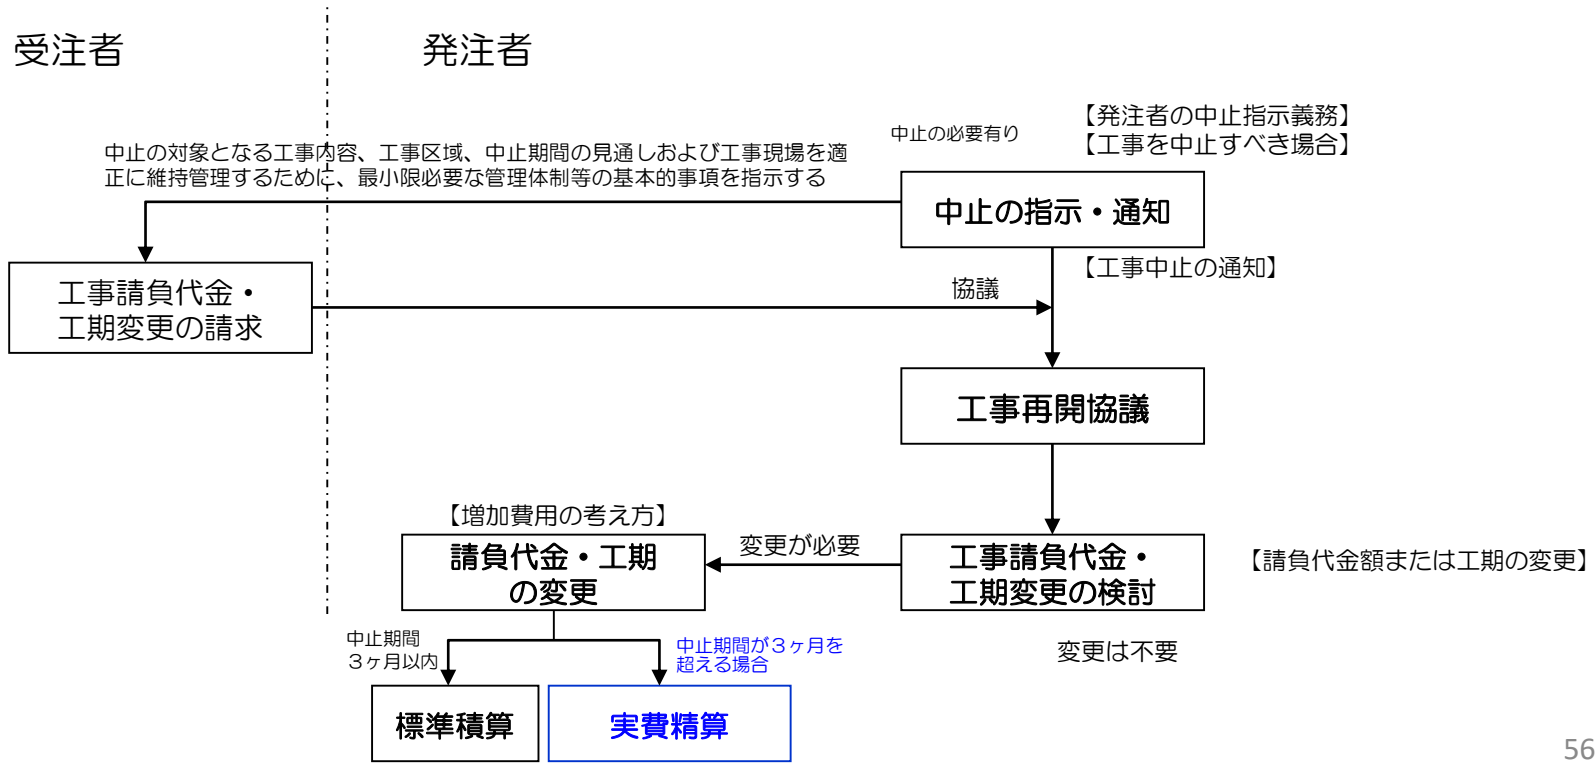 受注者
発注者
【発注者の中止指示義務】
中止の必要有り
【工事を中止すべき場合】
中止の対象となる工事内容、工事区域、中止期間の見通しおよび工事現場を適
正に維持管理するために、最小限必要な管理体制等の基本的事項を指示する
中止の指示・通知
【工事中止の通知】
工事請負代金・
工期変更の請求
協議
工事再開協議
【増加費用の考え方】
請負代金・工期
の変更
変更が必要
工事請負代金・
工期変更の検討
【請負代金額または工期の変更】
中止期間
３ヶ月以内
中止期間が３ヶ月を
超える場合
変更は不要
標準積算
実費精算
56